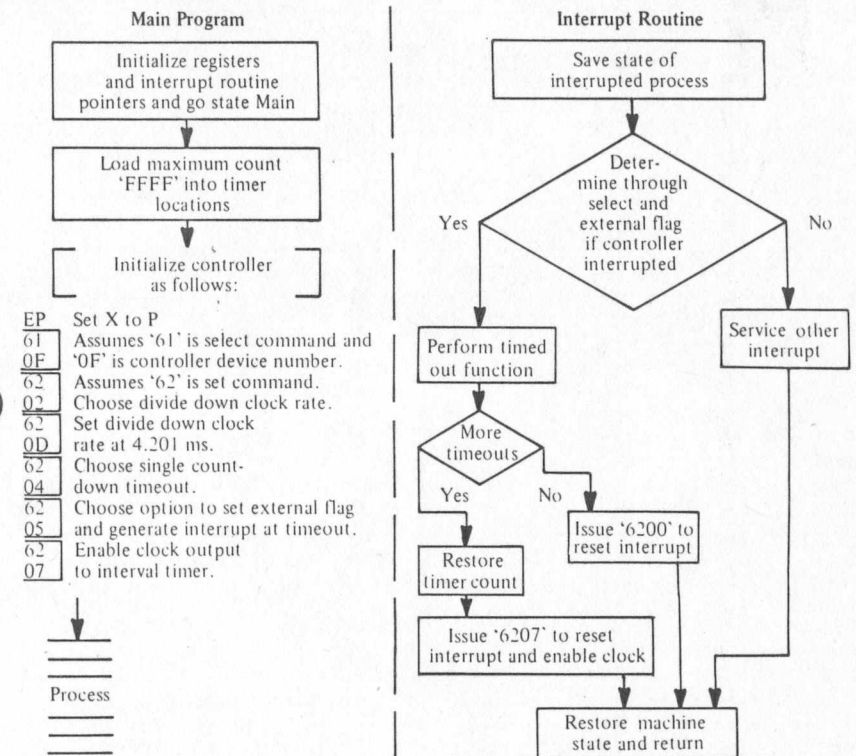 Main Program
Initialize registers
and interrupt routine
pointers and go state Main
Load maximum count
‘FFFF’ into timer
locations
Initialize controller
as follows:
EP Set X to P
61 Assumes ‘61’ is select command and
0F ‘0F’ is controller device number.
62 Assumes ‘62’ is set command.
02 Choose divide down clock rate.
62 Set divide down clock
0D rate at 4.201 ms.
62 Choose single count-
04 down timeout.
62 Choose option to set external flag
05 and generate interrupt at timeout.
62 Enable clock output
07 to interval timer.
Process
Interrupt Routine
Save state of
interrupted process
Deter-
mine through
select and
external flag
if controller
interrupted
Yes
No
Perform timed
out function
Service other
interrupt
More
timeouts
Yes
No
Restore
timer count
Issue ‘6200’ to
reset interrupt
Issue ‘6207’ to reset
interrupt and enable clock
Restore machine
state and return